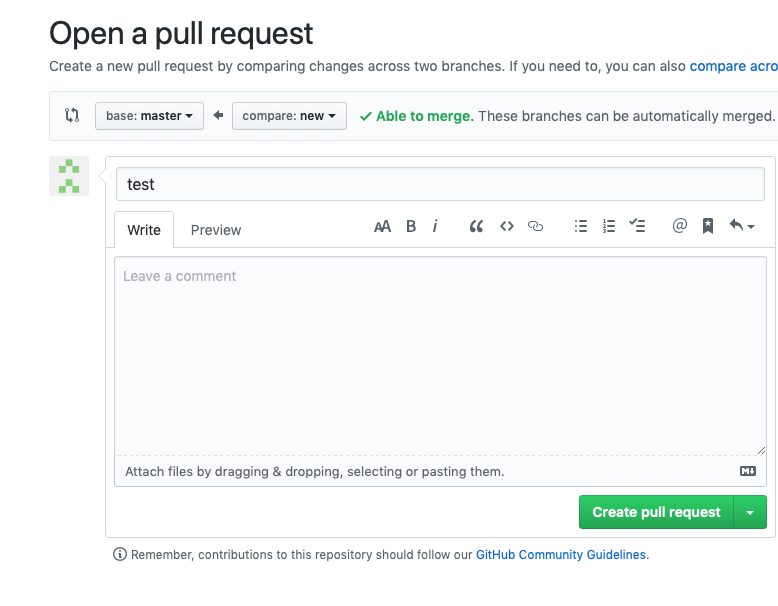 Open a pull request
Create a new pull request by comparing changes across two branches. If you need to, you can also compare acro
base: master compare: new Able to merge. These branches can be automatically merged.
test
Write Preview AA B i @
Leave a comment
Attach files by dragging & dropping, selecting or pasting them.
Create pull request
Remember, contributions to this repository should follow our GitHub Community Guidelines.